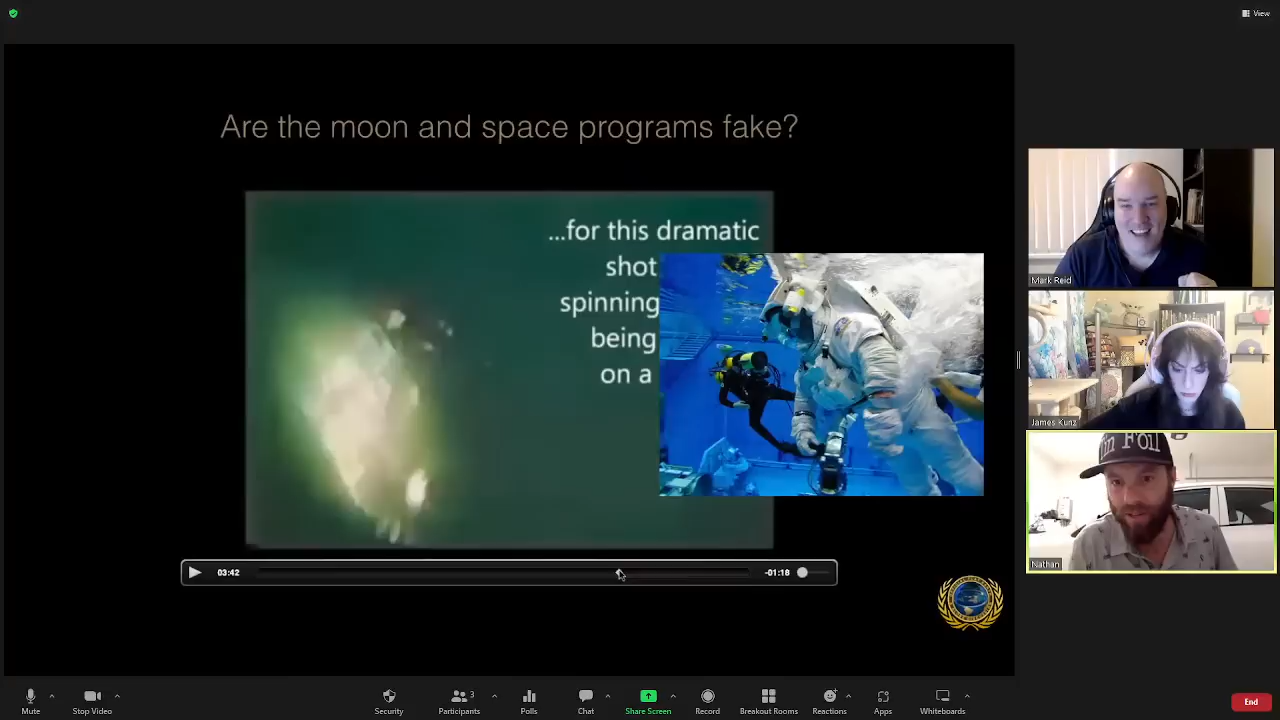 View
Are the moon and space programs fake?
...for this dramatic
shot
spinning
being
on a
03:42
-01:18
Mark Reid
James Kunz
in Foil
Nathan
Mute
Stop Video
Security
Participants
3
Polls
Chat
Share Screen
Record
Breakout Rooms
Reactions
Apps
Whiteboards
End